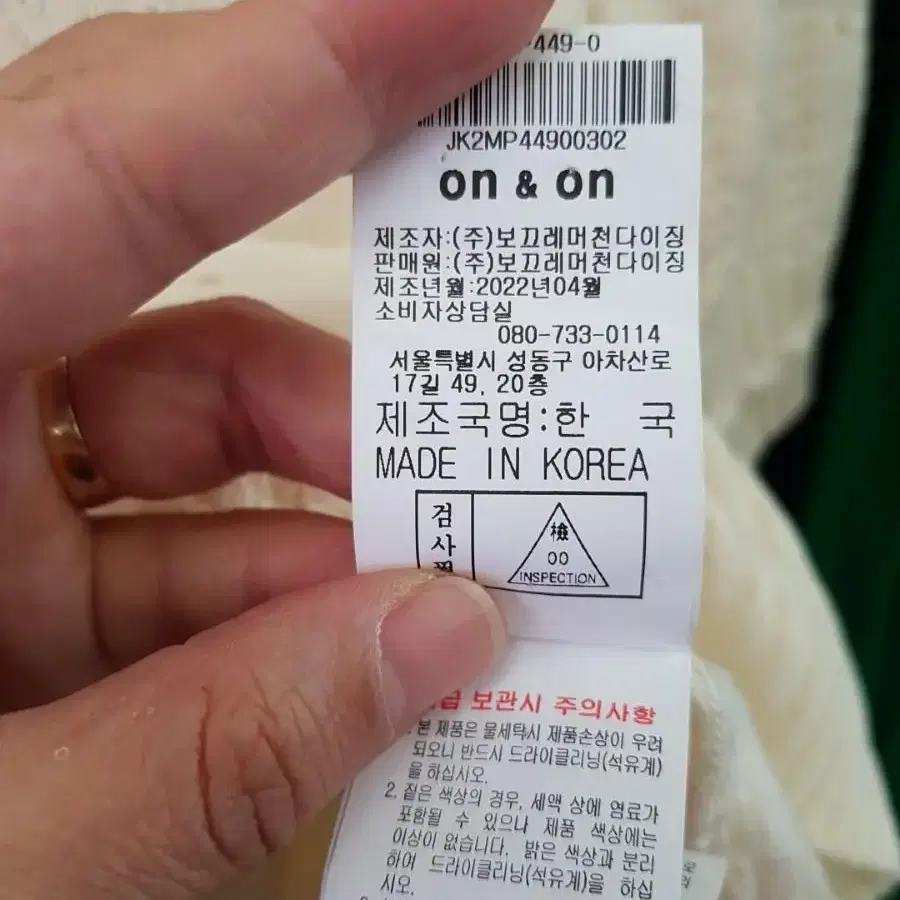 449-0
JK2MP44900302
on & on
제조자:(주)보끄레머천다이징
판매원:(주)보끄레머천다이징
제조년월:2022년04월
소비자상담실
080-733-0114
서울특별시 성동구 아차산로
17길 49, 20층
제조국명:한 국
MADE IN KOREA
검
사
檢
00
INSPECTION
보관시 주의사항
본 제품은 물세탁시 제품손상이 우려
되오니 반드시 드라이클리닝(석유계)
을 하십시오.
2. 짙은 색상의 경우, 세액 상에 염료가
포함될 수 있으나 제품 색상에는
이상이 없습니다. 밝은 색상과 분리
하여 드라이클리닝(석유계)을 하십
시오.